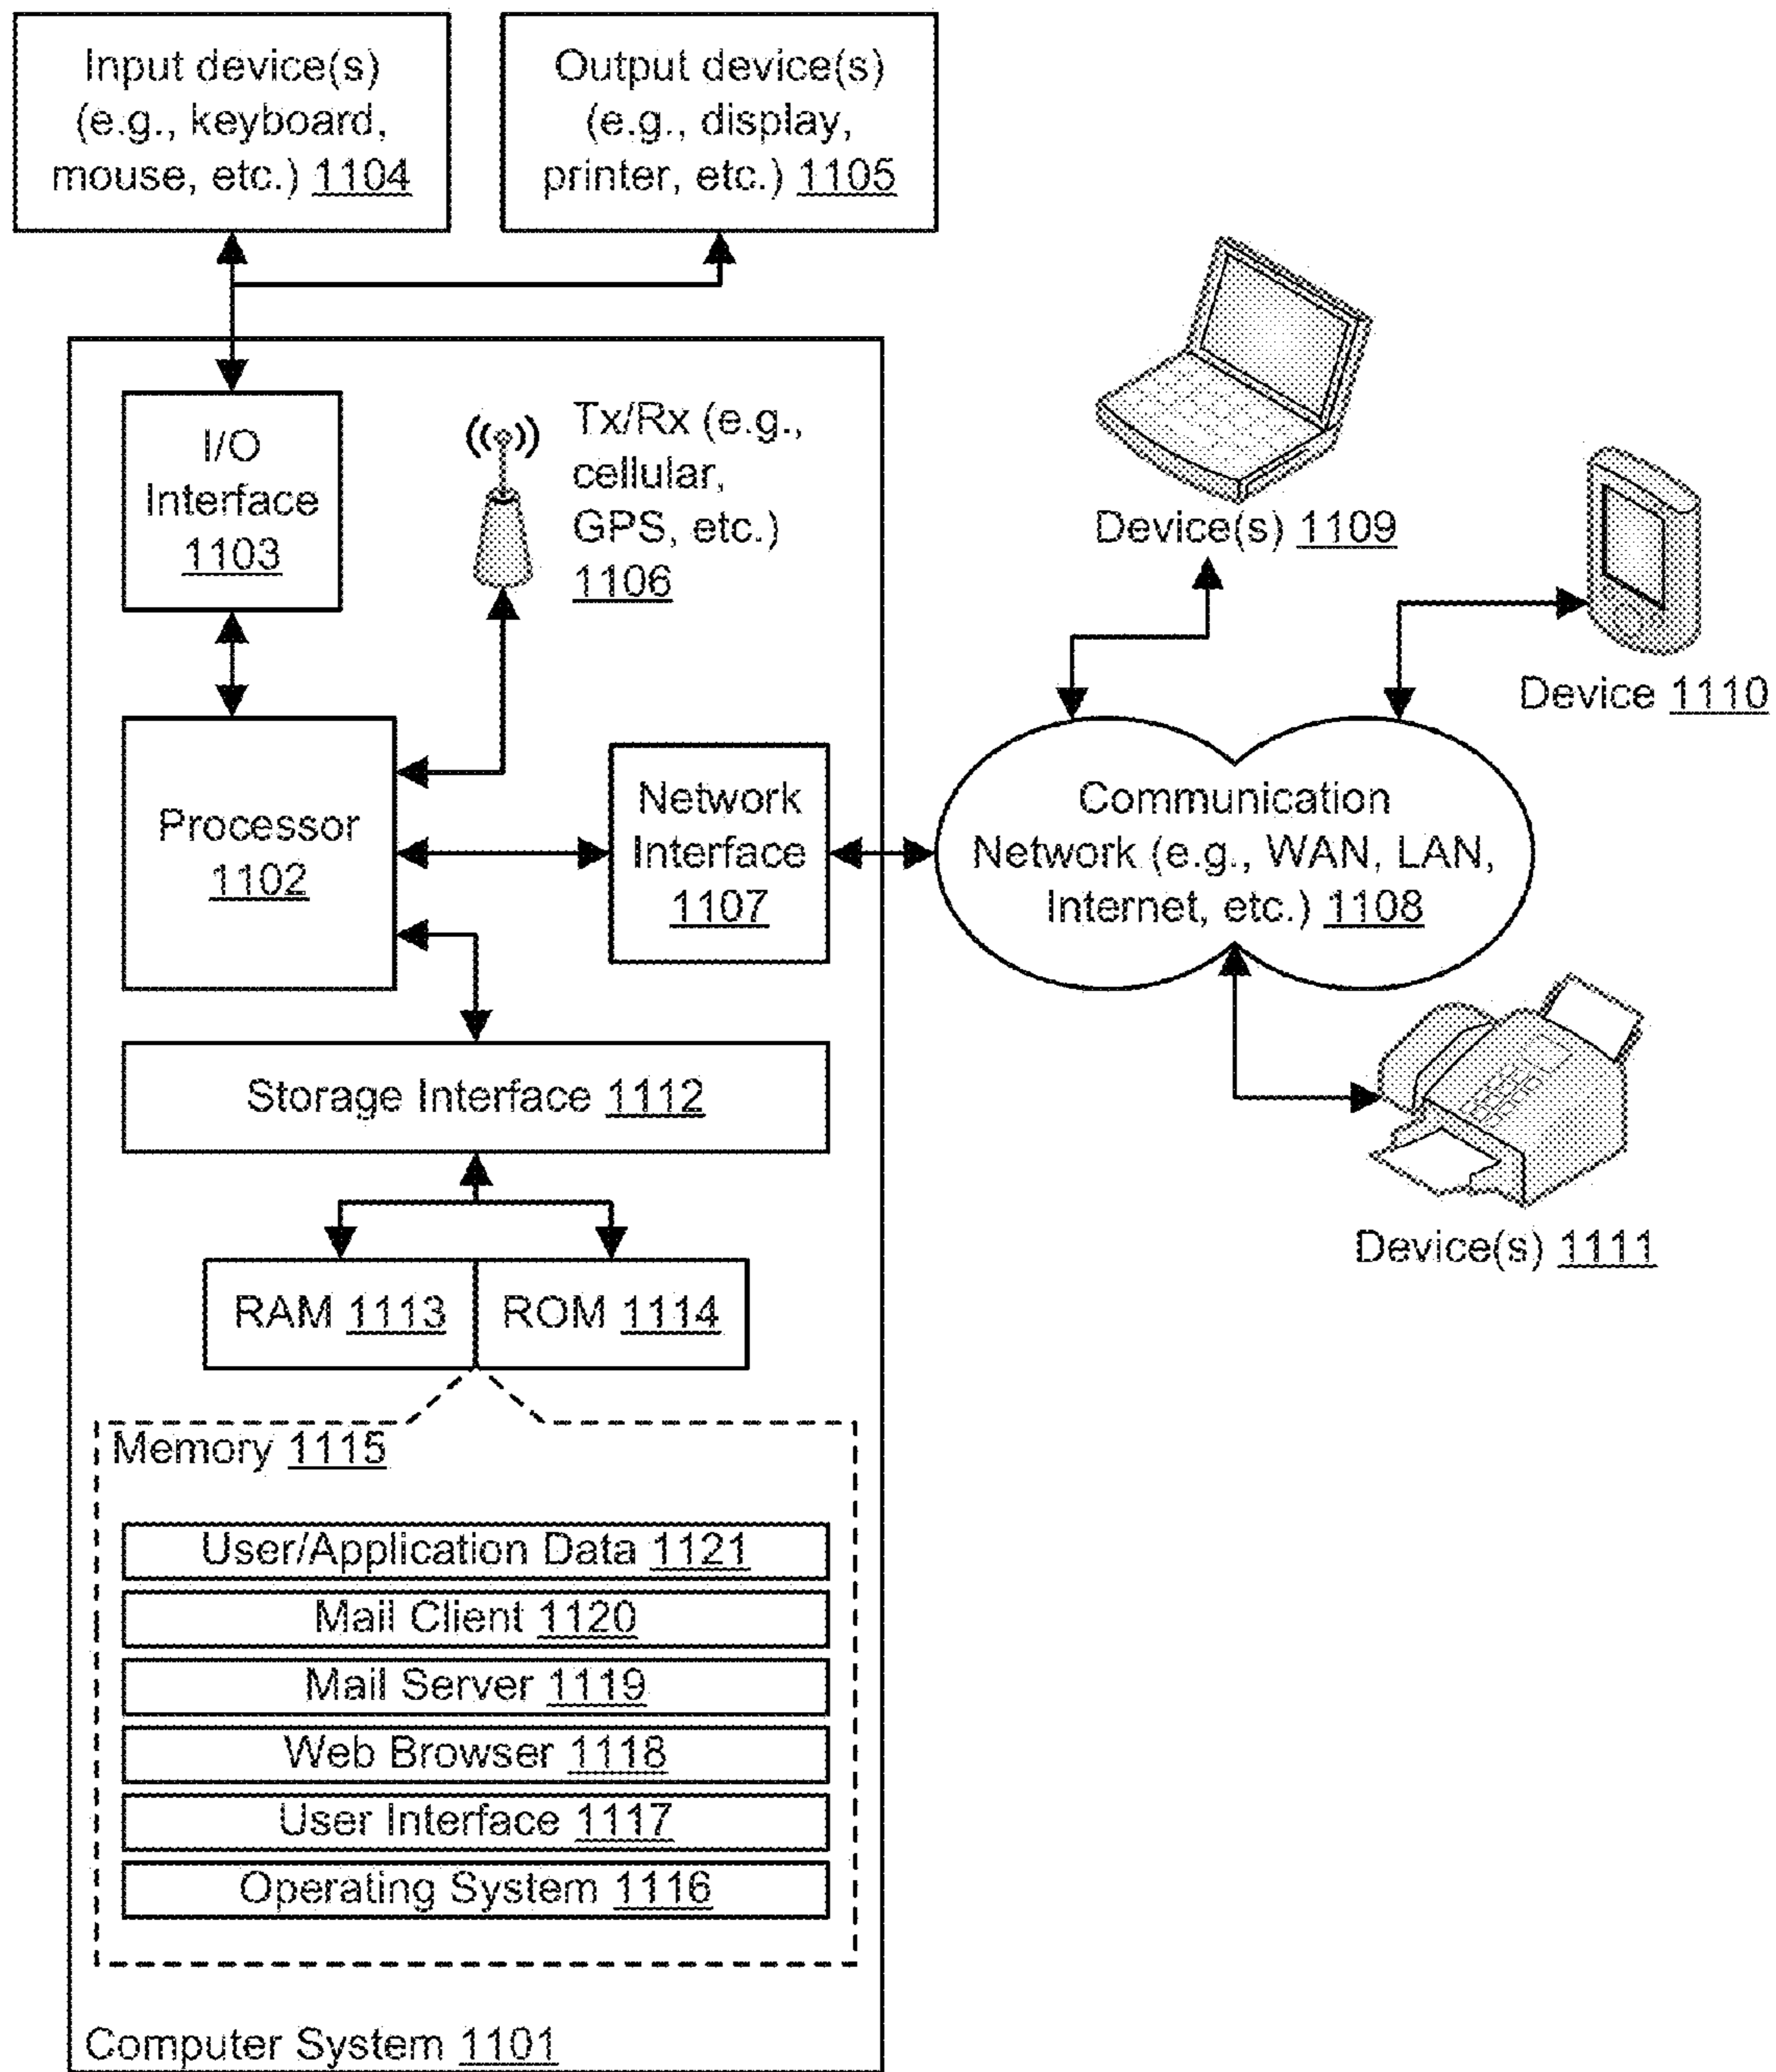 Input device(s)
(e.g., keyboard,
mouse, etc.) 1104
Output device(s)
(e.g., display,
printer, etc.) 1105
I/O
Interface
1103
Tx/Rx (e.g.,
cellular,
GPS, etc.)
1106
Device(s) 1109
Device 1110
Processor
1102
Network
Interface
1107
Communication
Network (e.g., WAN, LAN,
Internet, etc.) 1108
Storage Interface 1112
Device(s) 1111
RAM 1113
ROM 1114
Memory 1115
User/Application Data 1121
Mail Client 1120
Mail Server 1119
Web Browser 1118
User Interface 1117
Operating System 1116
Computer System 1101